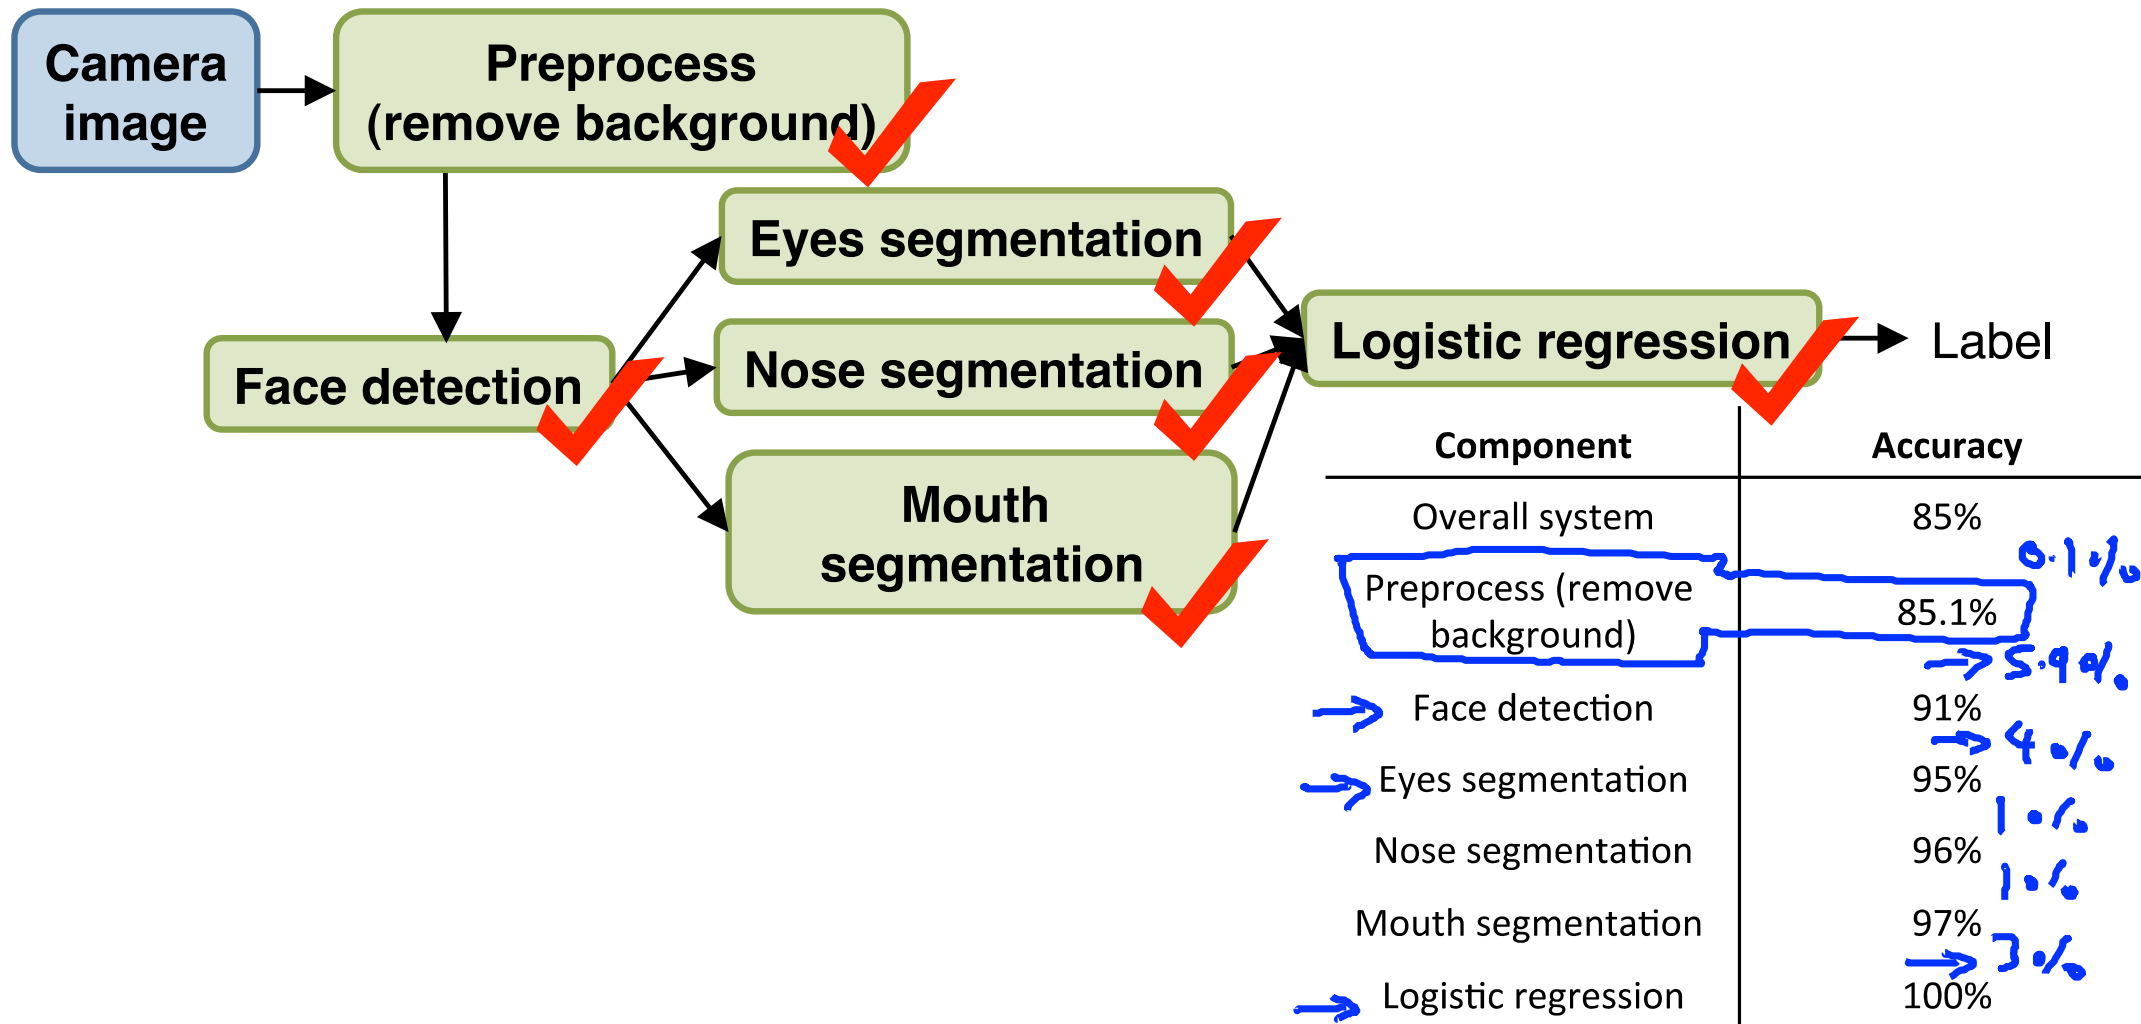 Camera
image
Preprocess
(remove background)
Eyes segmentation
Nose segmentation
Mouth
segmentation
Face detection
Logistic regression
Label
Component Accuracy
Overall system 85%
0.1%
Preprocess (remove
background) 85.1%
5.9%
Face detection 91%
4%
Eyes segmentation 95%
1%
Nose segmentation 96%
1%
Mouth segmentation 97%
3%
Logistic regression 100%